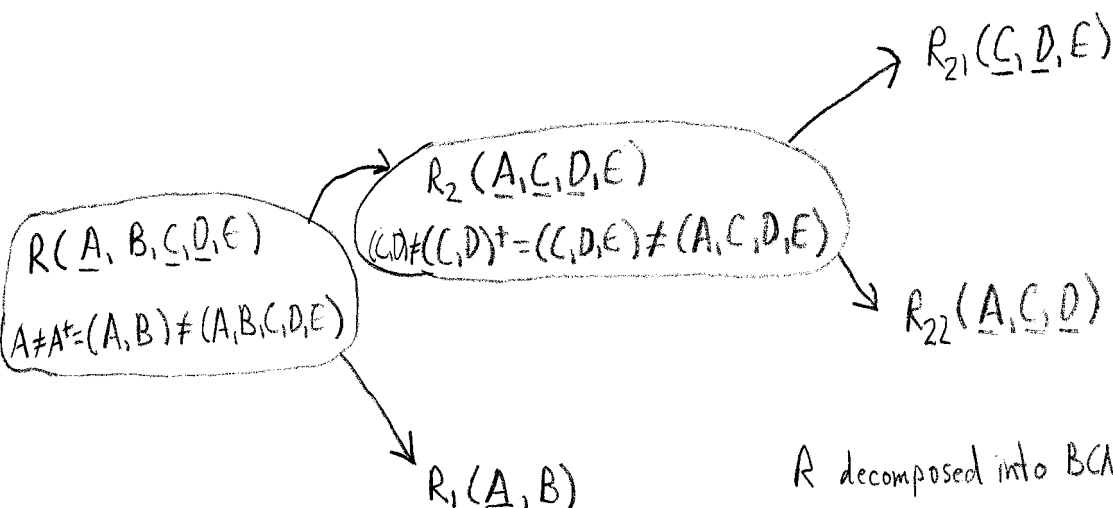 R₂₁(C, D, E)
R₂(A, C, D, E)
(C,D)≠(C,D)⁺=(C,D,E)≠(A,C,D,E)
R(A, B, C, D, E)
A≠A⁺=(A,B)≠(A,B,C,D,E)
R₂₂(A, C, D)
R₁(A, B)
R decomposed into BCN